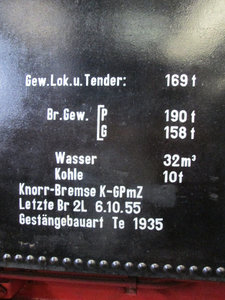 Gew.Lok.u.Tender: 169 t
Br.Gew. [P 190 t
G 158 t
Wasser 32m³
Kohle 10t
Knorr-Bremse K-GPmZ
Letzte Br 2L 6.10.55
Gestängebauart Te 1935